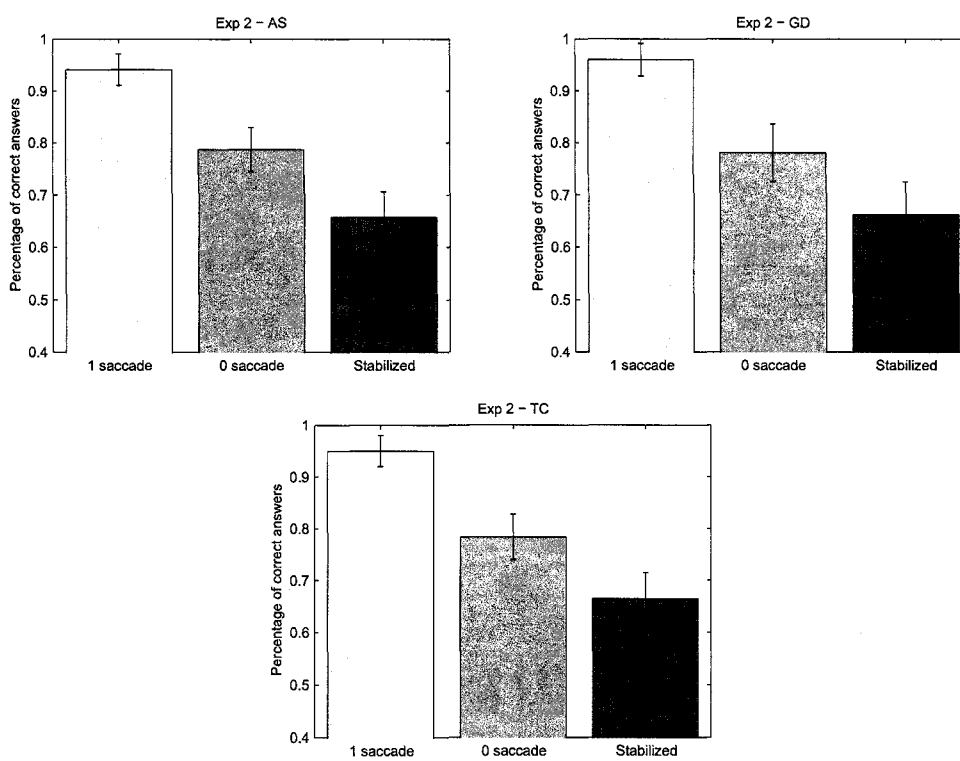 Exp 2 − AS
Percentage of correct answers
1
0.9
0.8
0.7
0.6
0.5
0.4
1 saccade 0 saccade Stabilized
Exp 2 − GD
Percentage of correct answers
1
0.9
0.8
0.7
0.6
0.5
0.4
1 saccade 0 saccade Stabilized
Exp 2 − TC
Percentage of correct answers
1
0.9
0.8
0.7
0.6
0.5
0.4
1 saccade 0 saccade Stabilized